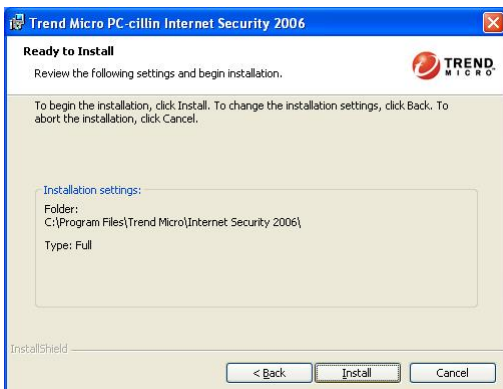 Trend Micro PC-cillin Internet Security 2006
Ready to Install
Review the following settings and begin installation.
TREND
MICRO
To begin the installation, click Install. To change the installation settings, click Back. To
abort the installation, click Cancel.
Installation settings:
Folder:
C:\Program Files\Trend Micro\Internet Security 2006\
Type: Full
InstallShield
< Back
Install
Cancel